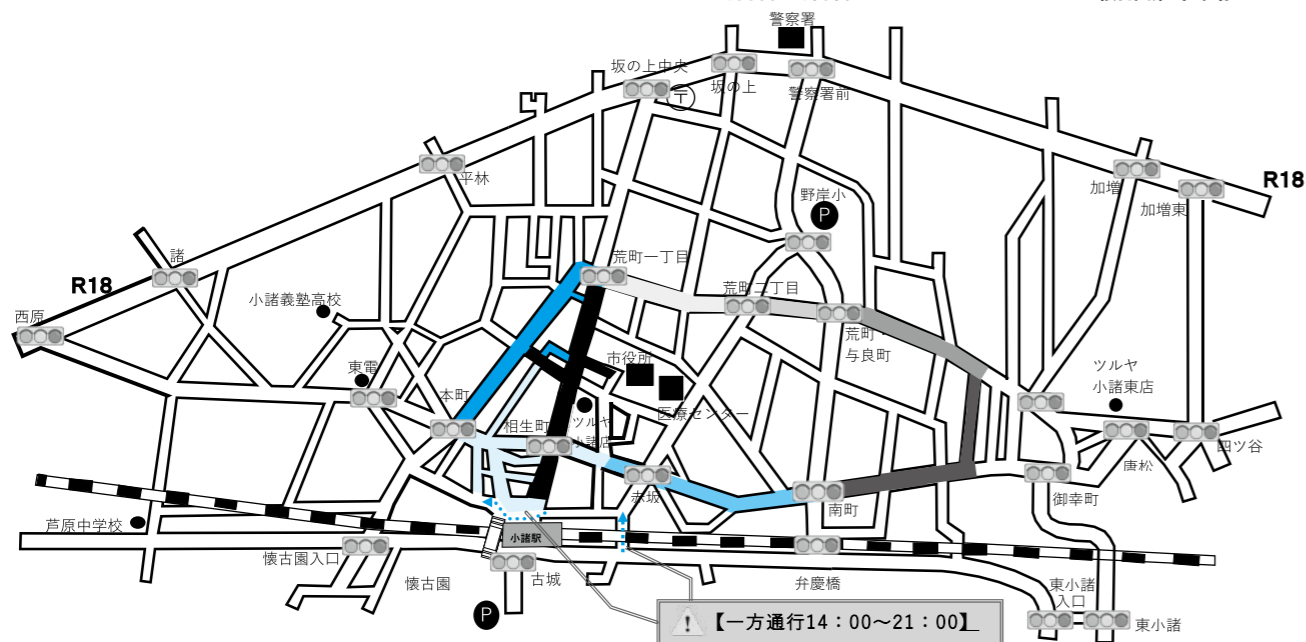 警察署
坂の上中央
〒
坂の上
警察署前
平林
R18
加増
加増東
野岸小
P
諸
荒町一丁目
荒町二丁目
R18
小諸義塾高校
西原
荒町
与良町
市役所
東電
ツルヤ
小諸東店
本町
医療センター
相生町
ツルヤ
小諸店
四ツ谷
唐松
赤坂
御幸町
南町
芦原中学校
小諸駅
懐古園入口
懐古園
古城
弁慶橋
東小諸
入口
P
東小諸
【一方通行14：00～21：00】